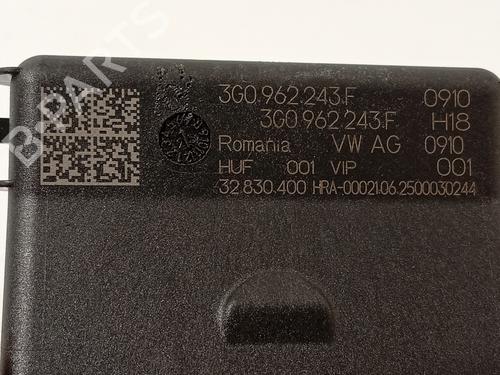 3G0.962.243.F 0910
3G0.962.243.F H18
Romania VW AG 0910
HUF 001 VIP 001
32.830.400 HRA-00021.06.2500030244
B-PARTS